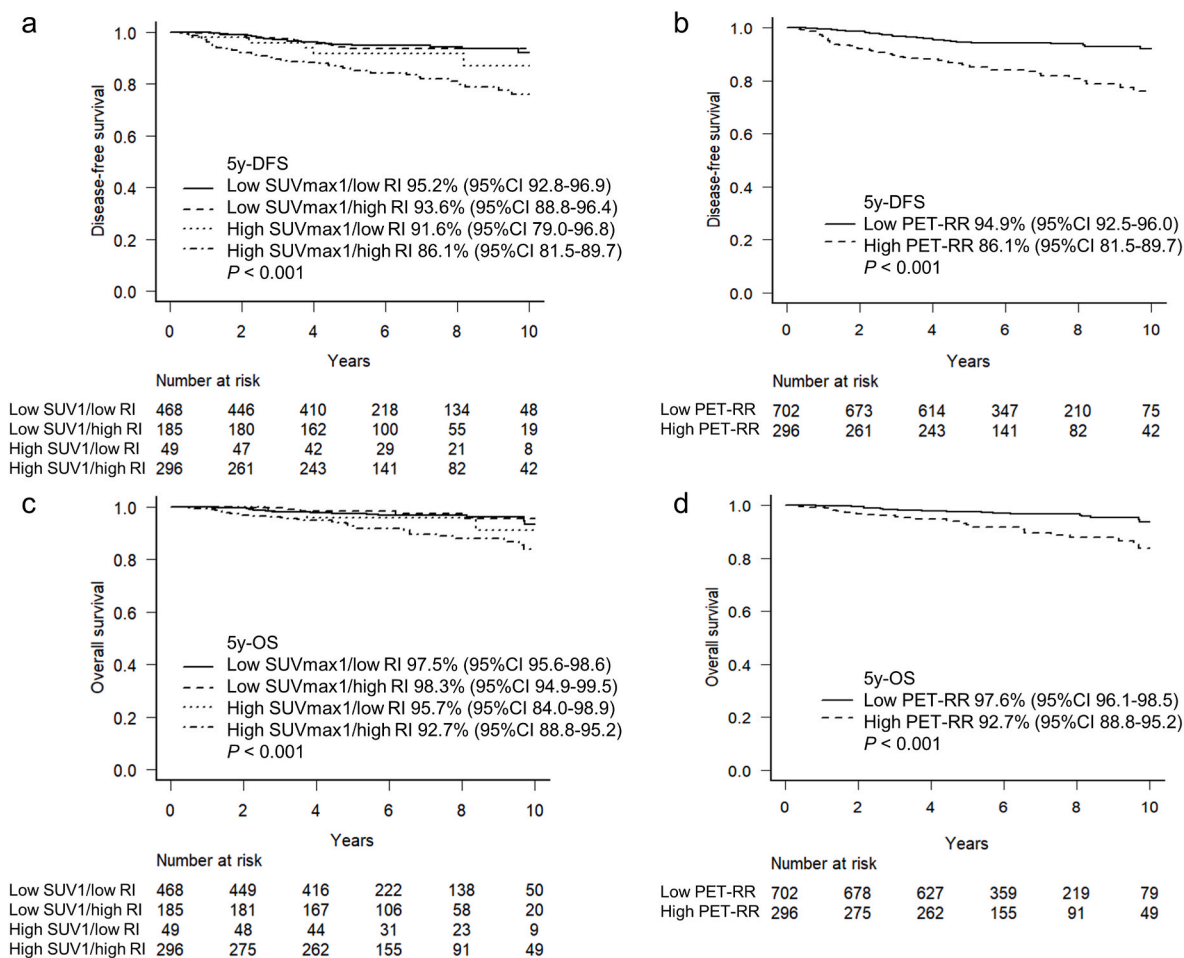 a
Disease-free survival
1.0
0.8
0.6
0.4
0.2
0.0
5y-DFS
Low SUVmax1/low RI 95.2% (95%CI 92.8-96.9)
Low SUVmax1/high RI 93.6% (95%CI 88.8-96.4)
High SUVmax1/low RI 91.6% (95%CI 79.0-96.8)
High SUVmax1/high RI 86.1% (95%CI 81.5-89.7)
P < 0.001
0 2 4 6 8 10
Years
Number at risk
Low SUV1/low RI 468 446 410 218 134 48
Low SUV1/high RI 185 180 162 100 55 19
High SUV1/low RI 49 47 42 29 21 8
High SUV1/high RI 296 261 243 141 82 42
b
Disease-free survival
1.0
0.8
0.6
0.4
0.2
0.0
5y-DFS
Low PET-RR 94.9% (95%CI 92.5-96.0)
High PET-RR 86.1% (95%CI 81.5-89.7)
P < 0.001
0 2 4 6 8 10
Years
Number at risk
Low PET-RR 702 673 614 347 210 75
High PET-RR 296 261 243 141 82 42
c
Overall survival
1.0
0.8
0.6
0.4
0.2
0.0
5y-OS
Low SUVmax1/low RI 97.5% (95%CI 95.6-98.6)
Low SUVmax1/high RI 98.3% (95%CI 94.9-99.5)
High SUVmax1/low RI 95.7% (95%CI 84.0-98.9)
High SUVmax1/high RI 92.7% (95%CI 88.8-95.2)
P < 0.001
0 2 4 6 8 10
Years
Number at risk
Low SUV1/low RI 468 449 416 222 138 50
Low SUV1/high RI 185 181 167 106 58 20
High SUV1/low RI 49 48 44 31 23 9
High SUV1/high RI 296 275 262 155 91 49
d
Overall survival
1.0
0.8
0.6
0.4
0.2
0.0
5y-OS
Low PET-RR 97.6% (95%CI 96.1-98.5)
High PET-RR 92.7% (95%CI 88.8-95.2)
P < 0.001
0 2 4 6 8 10
Years
Number at risk
Low PET-RR 702 678 627 359 219 79
High PET-RR 296 275 262 155 91 49